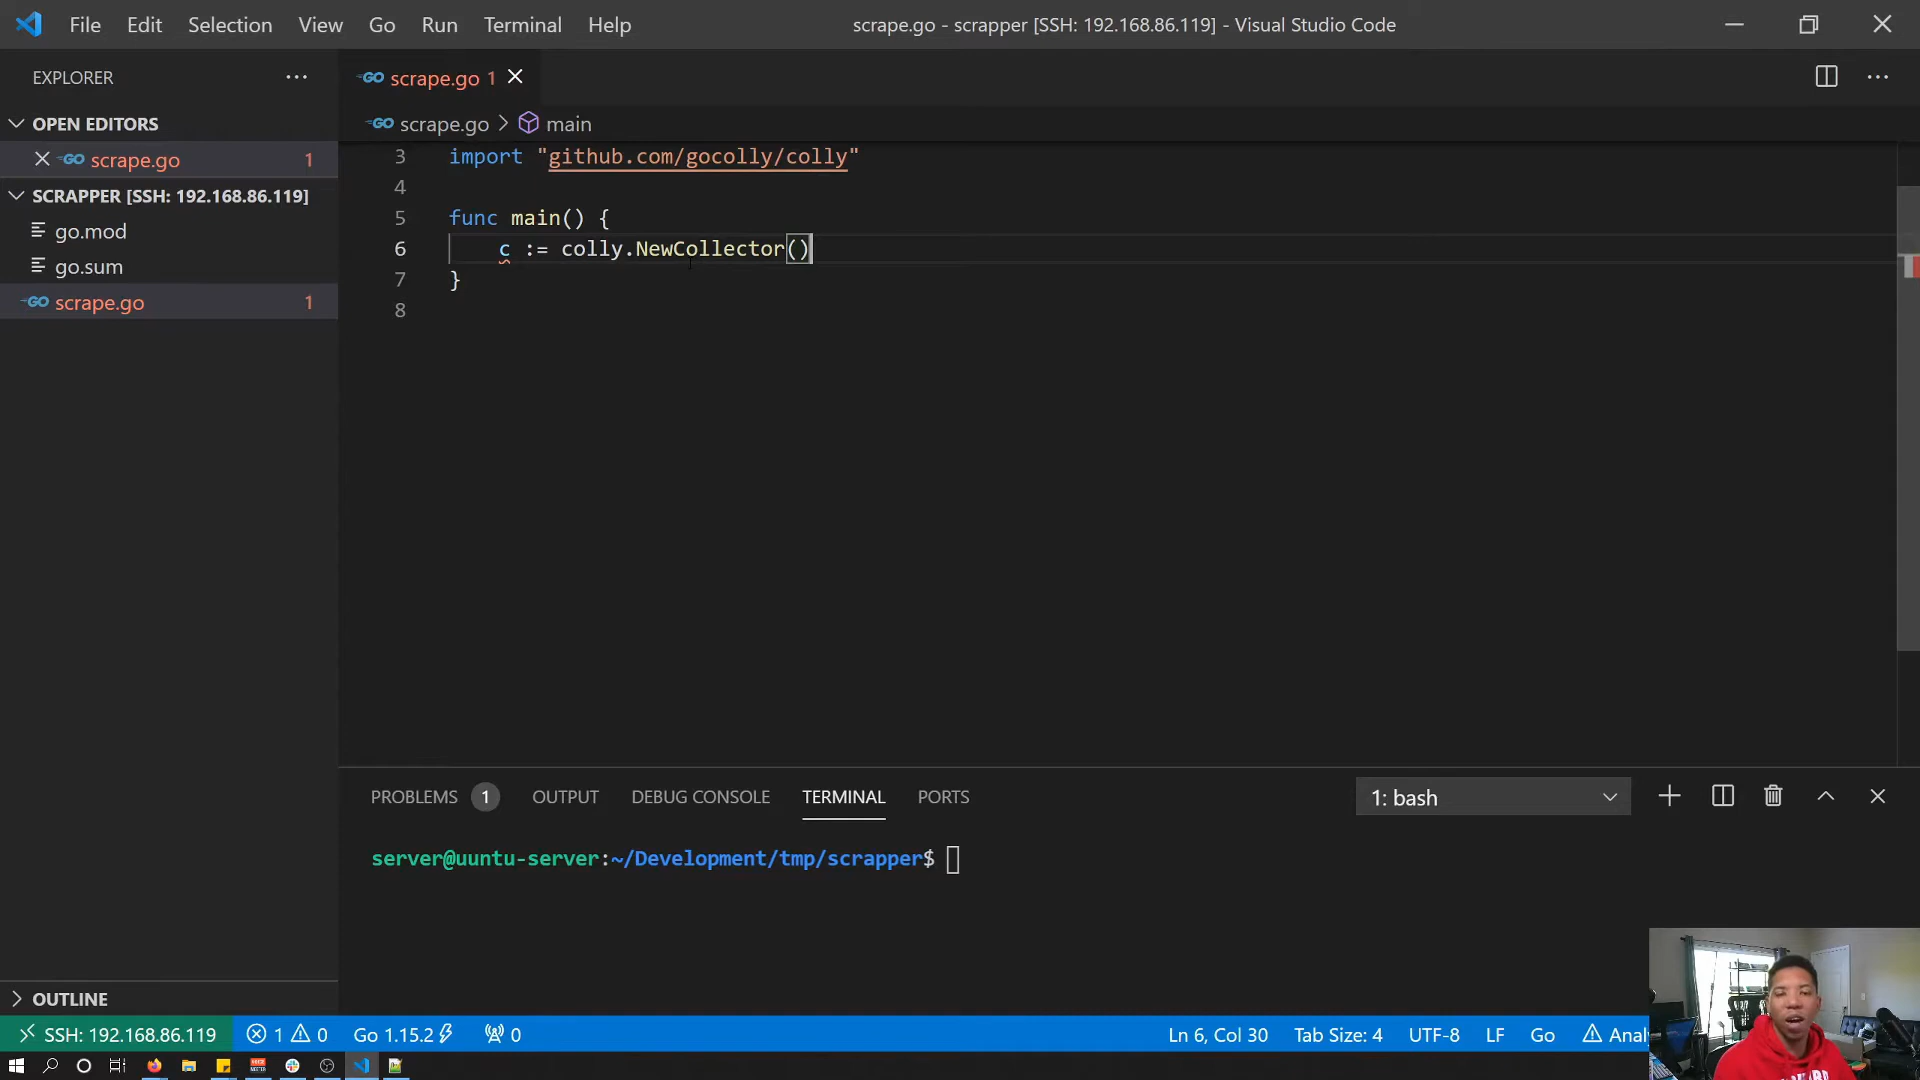 File Edit Selection View Go Run Terminal Help
scrape.go - scrapper [SSH: 192.168.86.119] - Visual Studio Code
EXPLORER
GO scrape.go 1
OPEN EDITORS
GO scrape.go > main
GO scrape.go 1
SCRAPPER [SSH: 192.168.86.119]
go.mod
go.sum
GO scrape.go 1
3 import "github.com/gocolly/colly"
4
5 func main() {
6 c := colly.NewCollector()
7 }
8
PROBLEMS 1 OUTPUT DEBUG CONSOLE TERMINAL PORTS
1: bash
server@uuntu-server:~/Development/tmp/scrapper$
OUTLINE
SSH: 192.168.86.119 1 0 Go 1.15.2 0
Ln 6, Col 30 Tab Size: 4 UTF-8 LF Go Anal